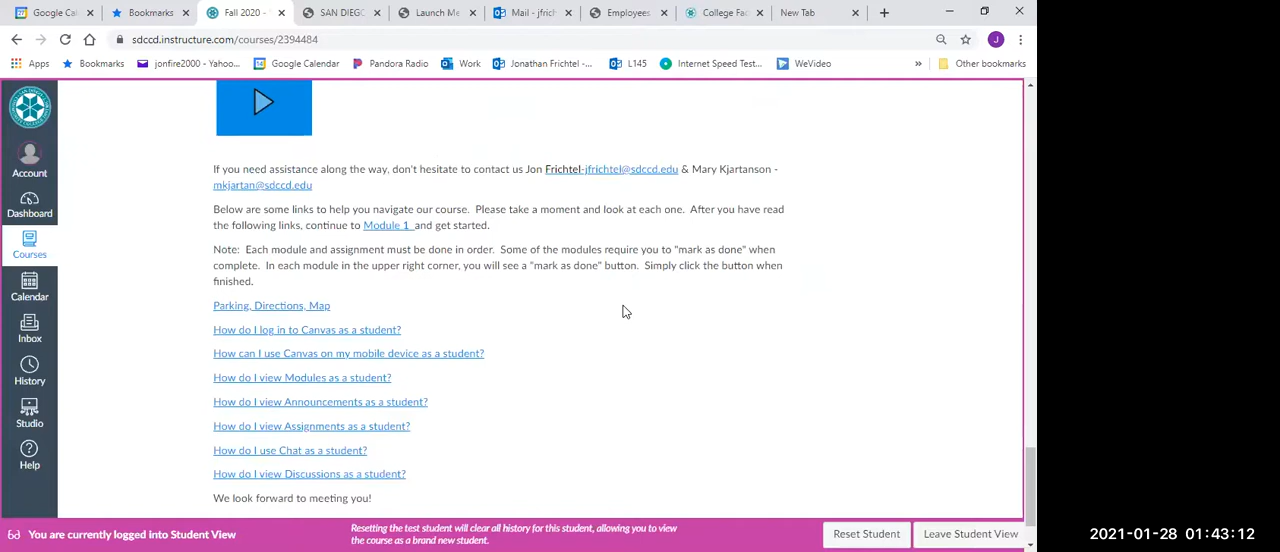 Google Cal
Bookmarks
Fall 2020 -
SAN DIEGO
Launch Me
Mail - jfrich
Employees
College Fac
New Tab
sdccd.instructure.com/courses/2394484
Apps
Bookmarks
jonfire2000 - Yahoo...
Google Calendar
Pandora Radio
Work
Jonathan Frichtel -...
L145
Internet Speed Test...
WeVideo
»
Other bookmarks
Account
Dashboard
Courses
Calendar
Inbox
History
Studio
Help
If you need assistance along the way, don't hesitate to contact us Jon Frichtel-jfrichtel@sdccd.edu & Mary Kjartanson -
mkjartan@sdccd.edu
Below are some links to help you navigate our course. Please take a moment and look at each one. After you have read
the following links, continue to Module 1 and get started.
Note: Each module and assignment must be done in order. Some of the modules require you to "mark as done" when
complete. In each module in the upper right corner, you will see a "mark as done" button. Simply click the button when
finished.
Parking, Directions, Map
How do I log in to Canvas as a student?
How can I use Canvas on my mobile device as a student?
How do I view Modules as a student?
How do I view Announcements as a student?
How do I view Assignments as a student?
How do I use Chat as a student?
How do I view Discussions as a student?
We look forward to meeting you!
You are currently logged into Student View
Resetting the test student will clear all history for this student, allowing you to view
the course as a brand new student.
Reset Student
Leave Student View
2021-01-28 01:43:12